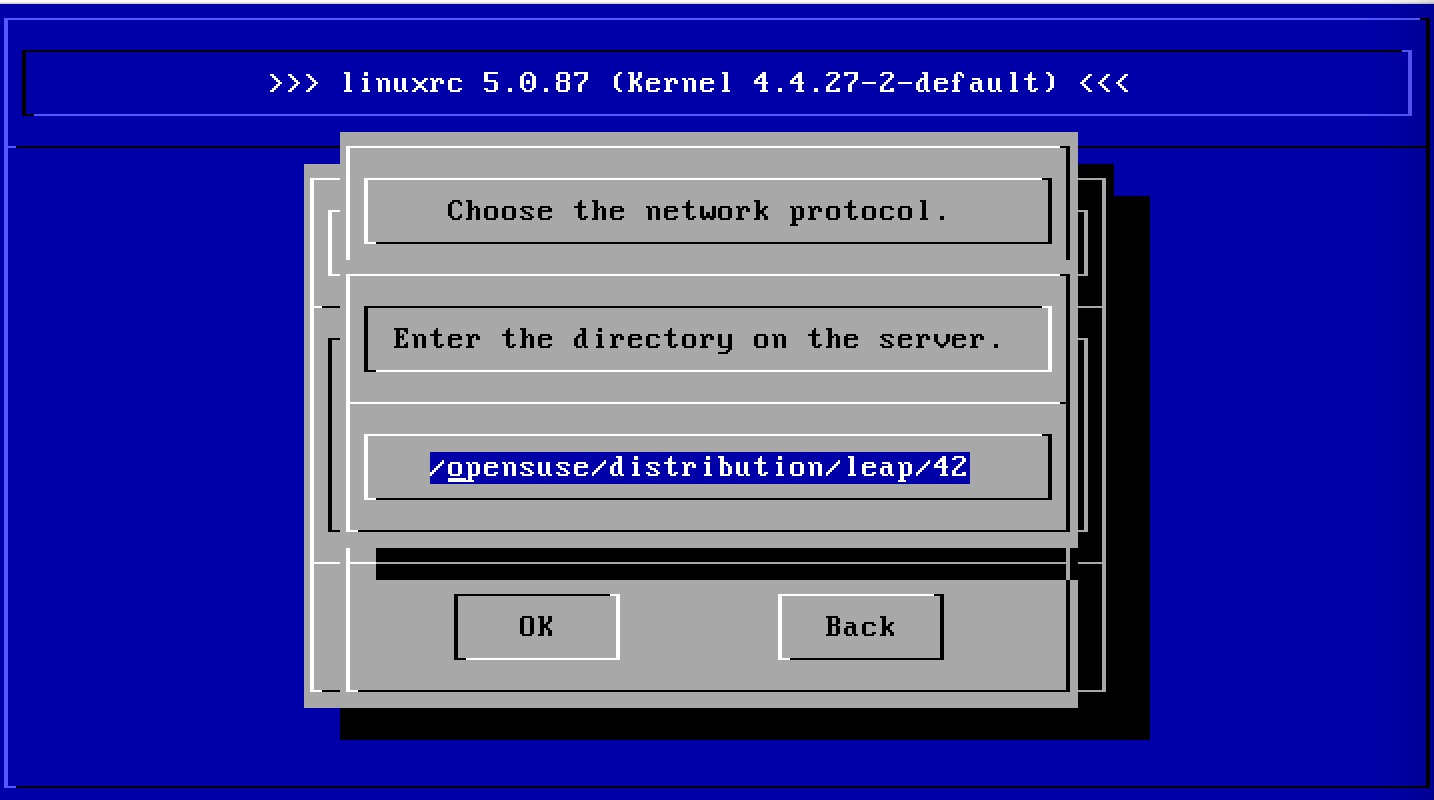 >>> linuxrc 5.0.87 (Kernel 4.4.27-2-default) <<<
Choose the network protocol.
Enter the directory on the server.
/opensuse/distribution/leap/42
OK
Back